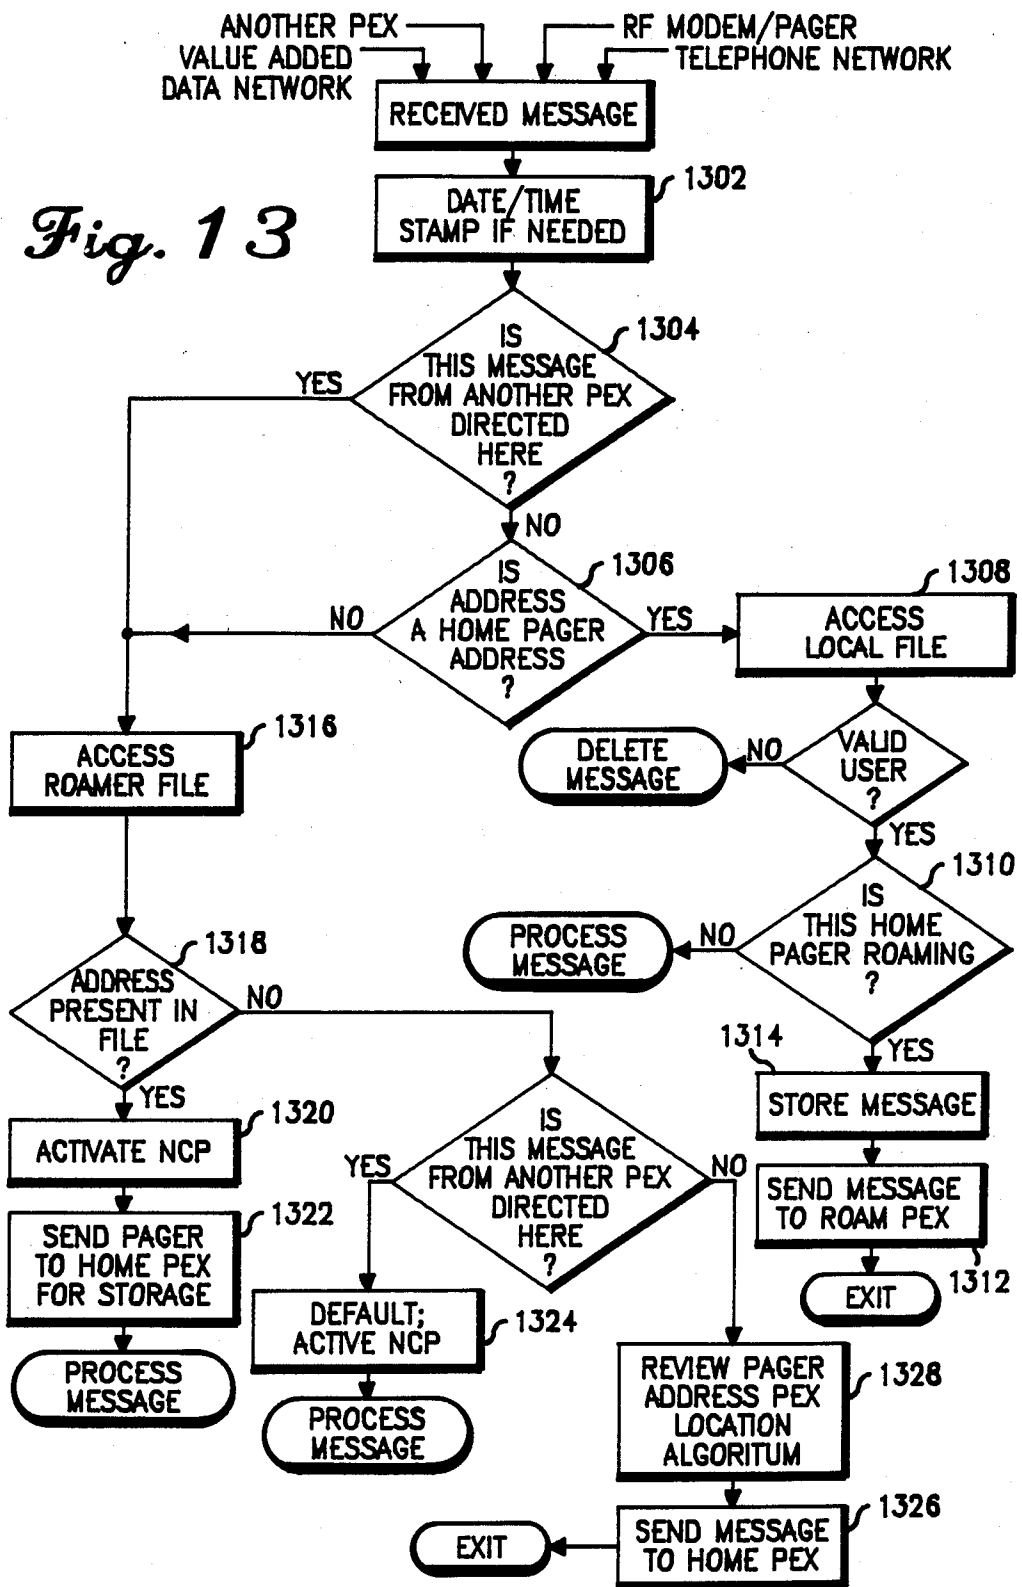 ANOTHER PEX
VALUE ADDED
DATA NETWORK
RF MODEM/PAGER
TELEPHONE NETWORK
RECEIVED MESSAGE
Fig. 13
1302
DATE/TIME
STAMP IF NEEDED
1304
IS
THIS MESSAGE
FROM ANOTHER PEX
DIRECTED
HERE
?
YES
NO
1306
IS
ADDRESS
A HOME PAGER
ADDRESS
?
NO
YES
1308
ACCESS
LOCAL FILE
1316
ACCESS
ROAMER FILE
VALID
USER
?
NO
DELETE
MESSAGE
YES
1310
IS
THIS HOME
PAGER ROAMING
?
NO
PROCESS
MESSAGE
YES
1318
ADDRESS
PRESENT IN
FILE
?
NO
YES
1314
STORE MESSAGE
1320
ACTIVATE NCP
IS
THIS MESSAGE
FROM ANOTHER PEX
DIRECTED
HERE
?
YES
NO
SEND MESSAGE
TO ROAM PEX
1312
EXIT
1322
SEND PAGER
TO HOME PEX
FOR STORAGE
PROCESS
MESSAGE
DEFAULT;
ACTIVE NCP
1324
PROCESS
MESSAGE
REVIEW PAGER
ADDRESS PEX
LOCATION
ALGORITUM
1328
1326
SEND MESSAGE
TO HOME PEX
EXIT